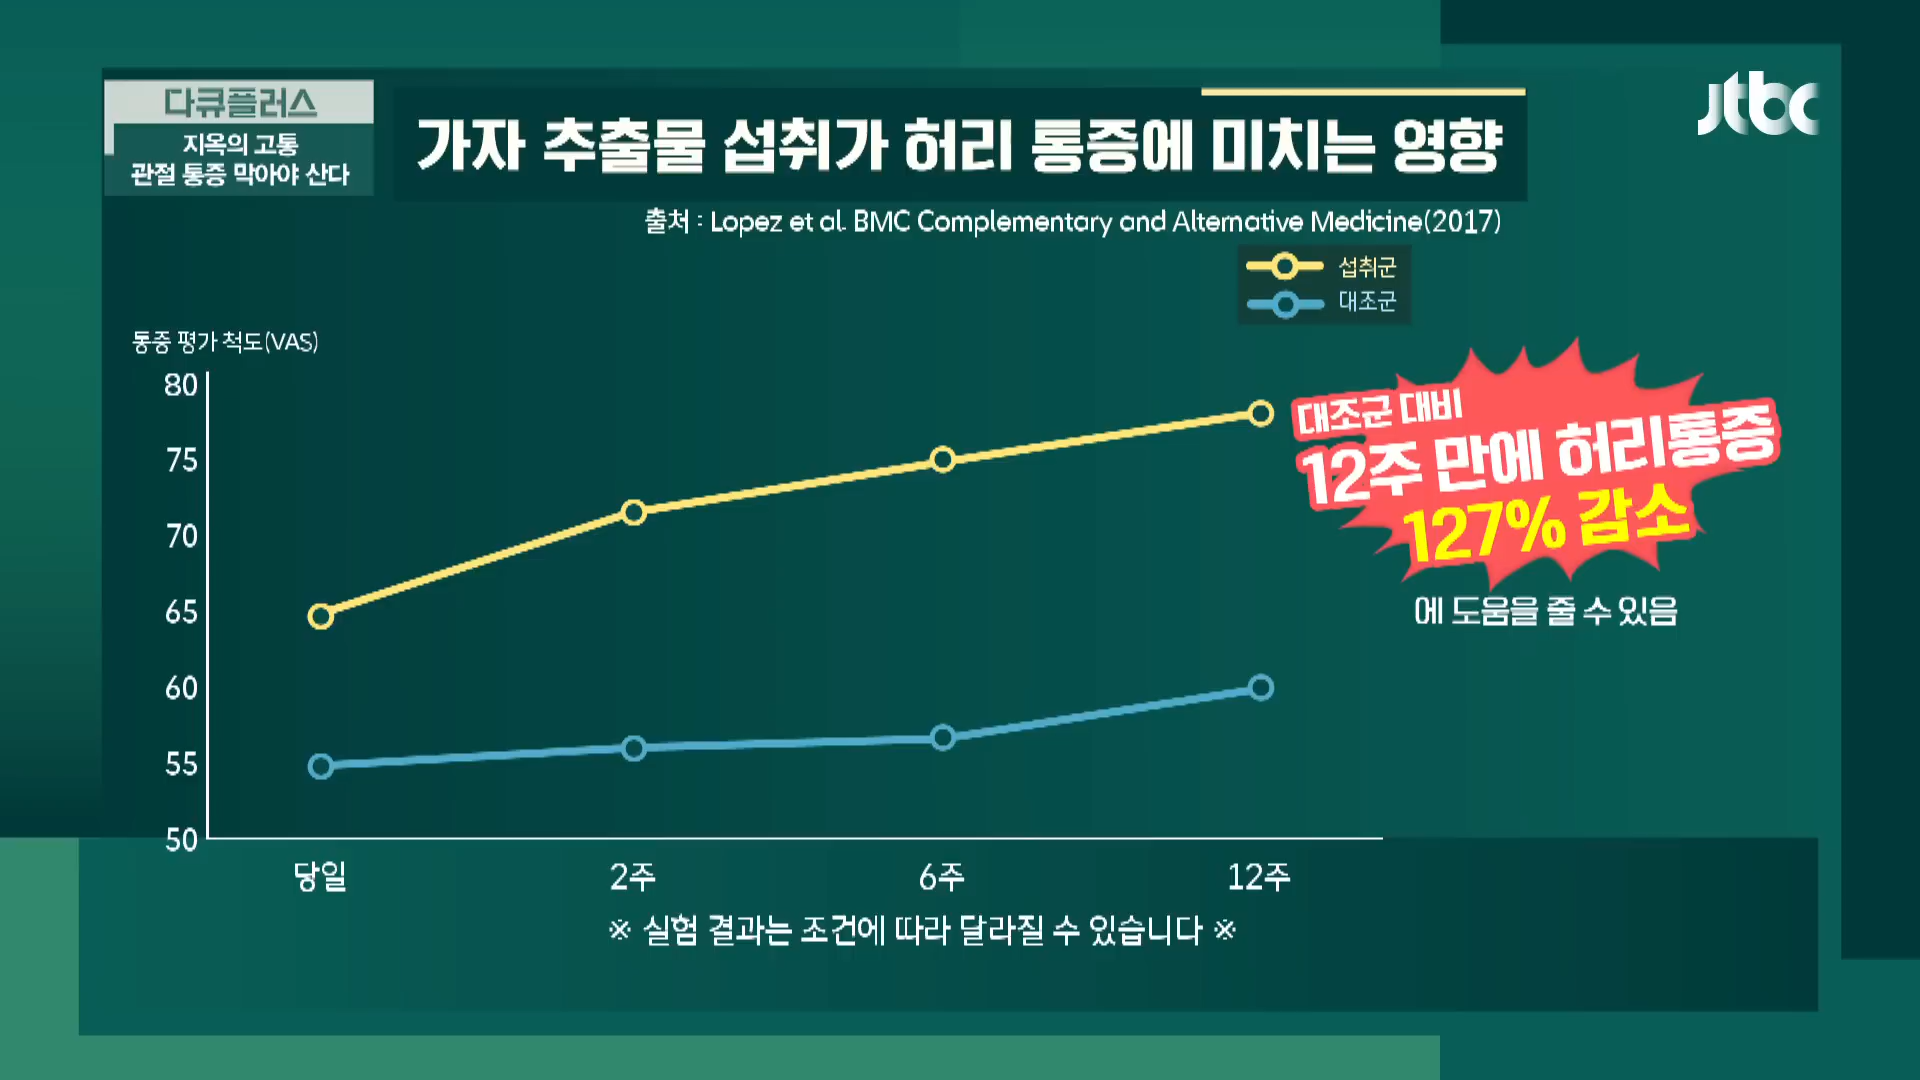 다큐플러스
지옥의 고통
관절 통증 막아야 산다
가자 추출물 섭취가 허리 통증에 미치는 영향
jtbc
출처 : Lopez et al. BMC Complementary and Alternative Medicine(2017)
섭취군
대조군
통증 평가 척도(VAS)
80
75
70
65
60
55
50
당일 2주 6주 12주
대조군 대비
12주 만에 허리통증
127% 감소
에 도움을 줄 수 있음
※ 실험 결과는 조건에 따라 달라질 수 있습니다 ※